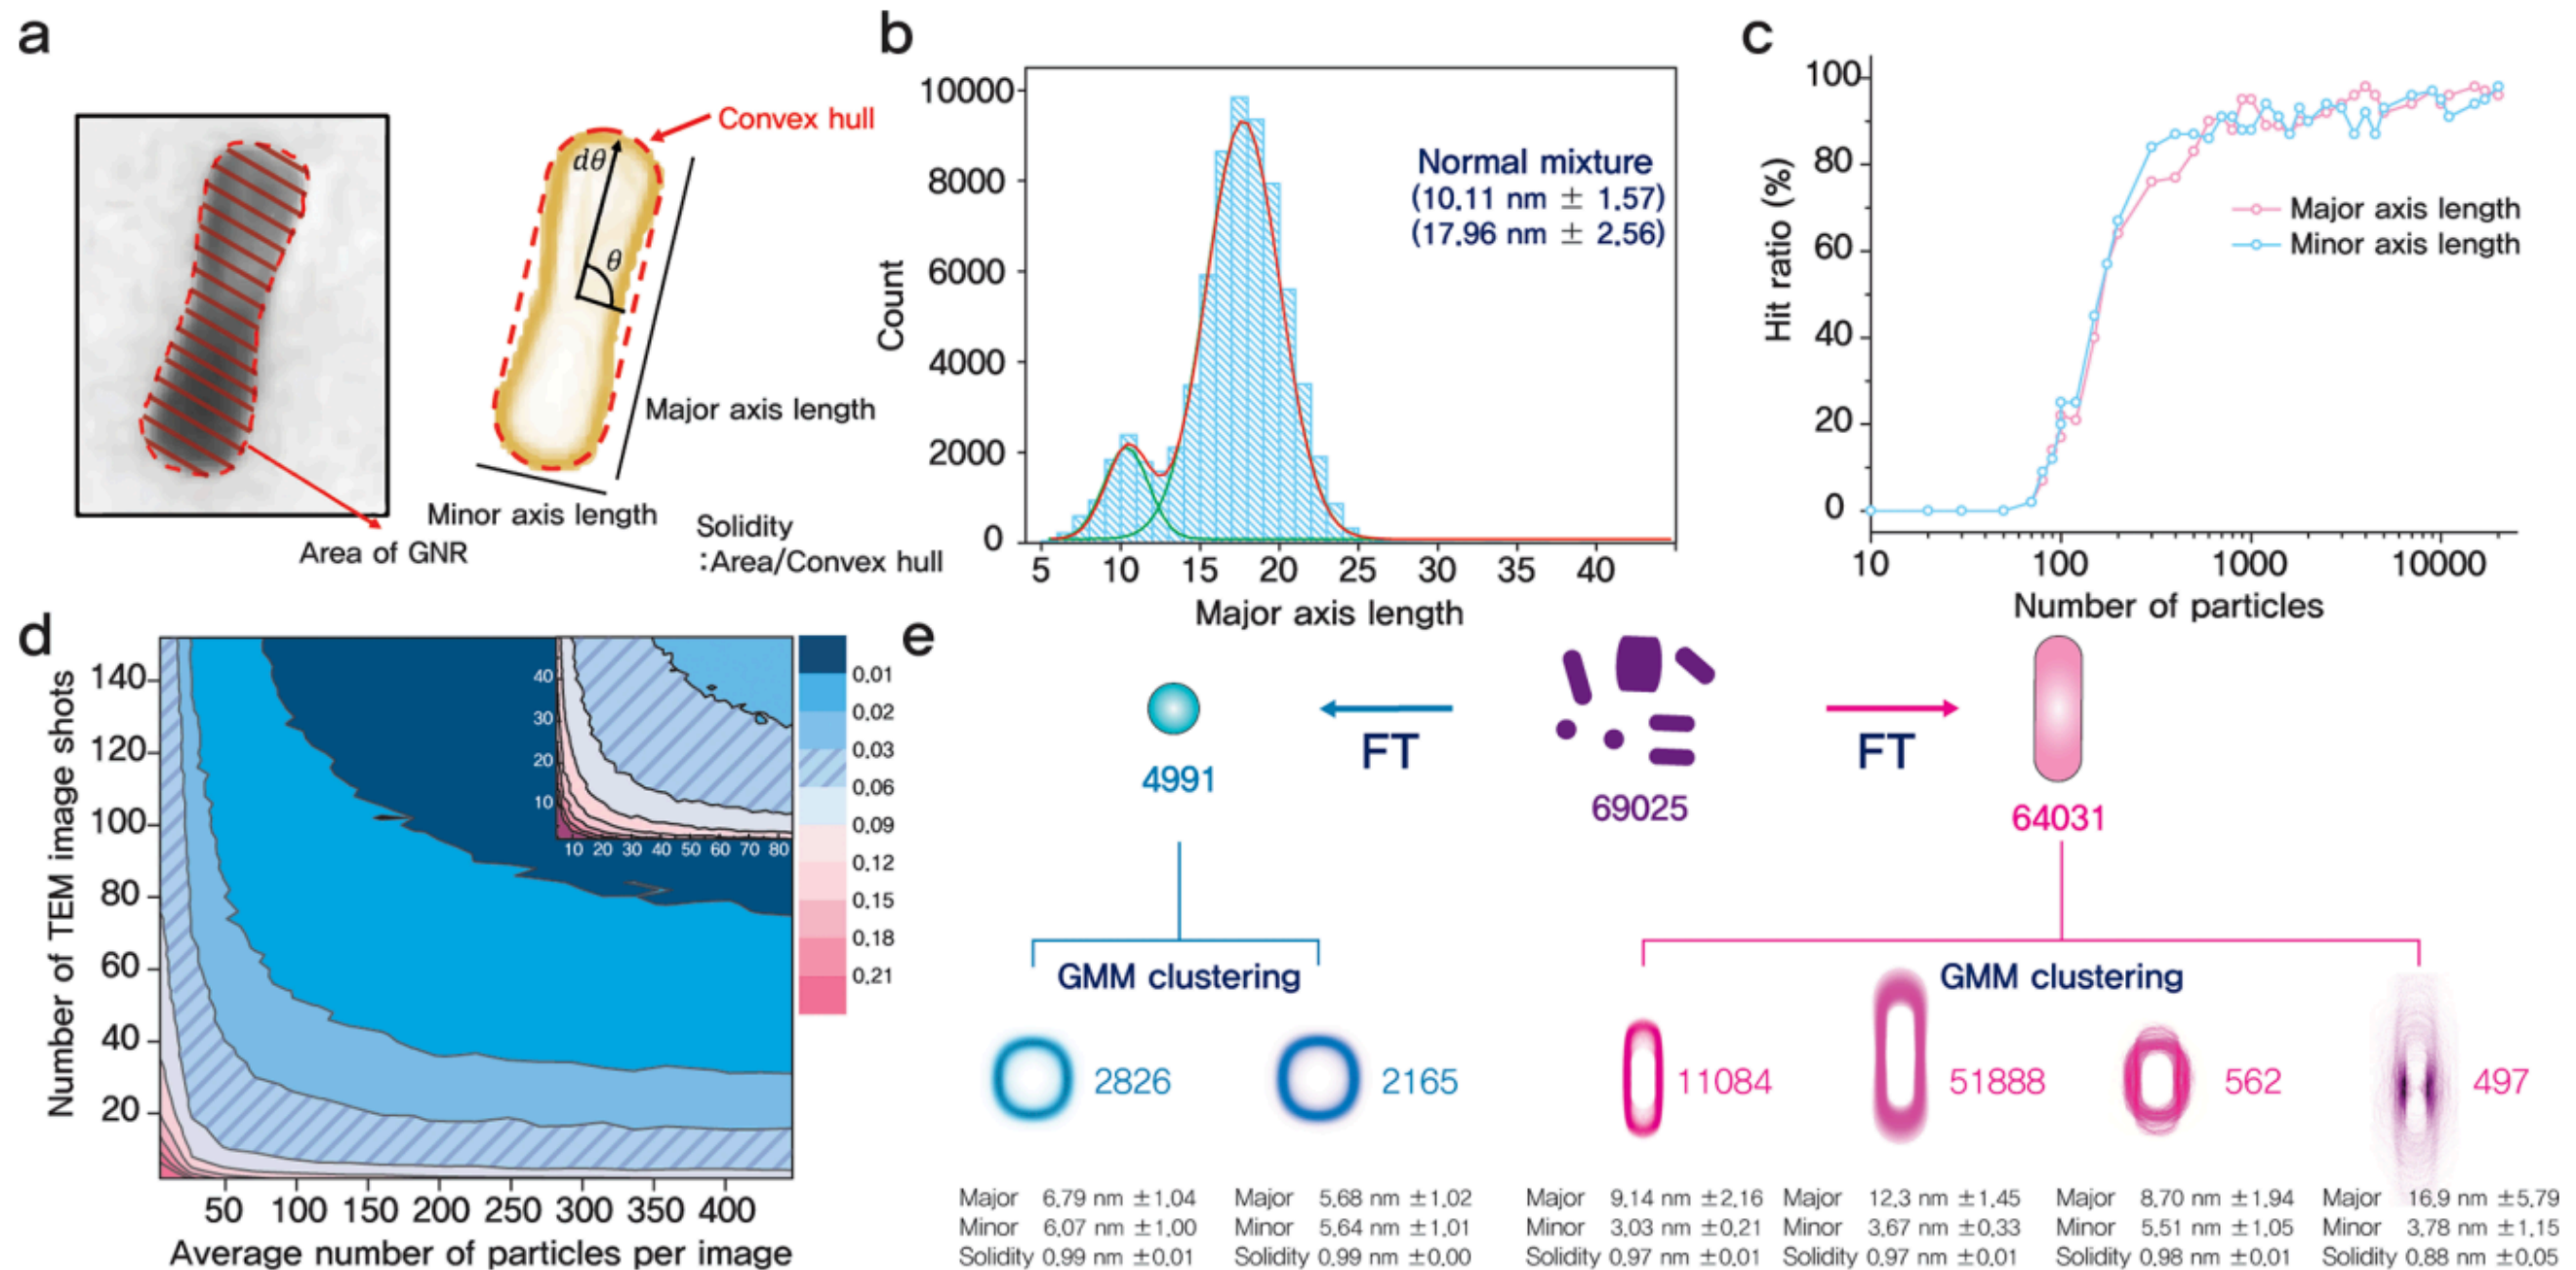 a
Convex hull
dθ
θ
Major axis length
Minor axis length
Area of GNR
Solidity
:Area/Convex hull
b
10000
8000
6000
4000
2000
0
Count
Normal mixture
(10.11 nm ± 1.57)
(17.96 nm ± 2.56)
5 10 15 20 25 30 35 40
Major axis length
c
100
80
60
40
20
0
Hit ratio (%)
Major axis length
Minor axis length
10 100 1000 10000
Number of particles
d
140
120
100
80
60
40
20
Number of TEM image shots
40
30
20
10
10 20 30 40 50 60 70 80
0.01
0.02
0.03
0.06
0.09
0.12
0.15
0.18
0.21
50 100 150 200 250 300 350 400
Average number of particles per image
e
4991
FT
69025
FT
64031
GMM clustering
GMM clustering
2826
2165
11084
51888
562
497
Major 6.79 nm ±1.04
Minor 6.07 nm ±1.00
Solidity 0.99 nm ±0.01
Major 5.68 nm ±1.02
Minor 5.64 nm ±1.01
Solidity 0.99 nm ±0.00
Major 9.14 nm ±2.16
Minor 3.03 nm ±0.21
Solidity 0.97 nm ±0.01
Major 12.3 nm ±1.45
Minor 3.67 nm ±0.33
Solidity 0.97 nm ±0.01
Major 8.70 nm ±1.94
Minor 5.51 nm ±1.05
Solidity 0.98 nm ±0.01
Major 16.9 nm ±5.79
Minor 3.78 nm ±1.15
Solidity 0.88 nm ±0.05